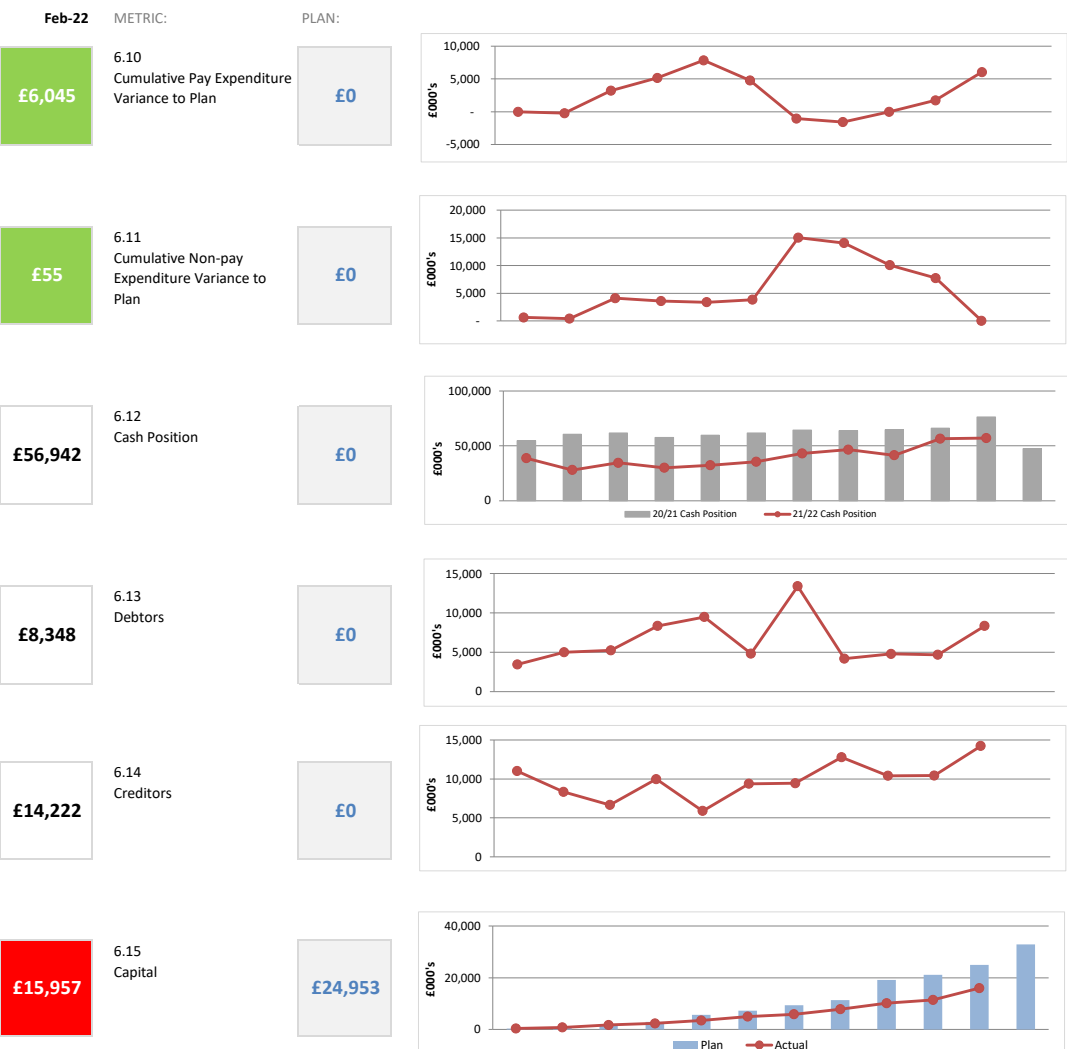 Feb-22 METRIC: PLAN:
£6,045
6.10
Cumulative Pay Expenditure
Variance to Plan
£0
£000's
10,000
5,000
-
-5,000
£55
6.11
Cumulative Non-pay
Expenditure Variance to
Plan
£0
£000's
20,000
15,000
10,000
5,000
-
£56,942
6.12
Cash Position
£0
£000's
100,000
50,000
0
20/21 Cash Position 21/22 Cash Position
£8,348
6.13
Debtors
£0
£000's
15,000
10,000
5,000
0
£14,222
6.14
Creditors
£0
£000's
15,000
10,000
5,000
0
£15,957
6.15
Capital
£24,953
£000's
40,000
20,000
0
Plan Actual